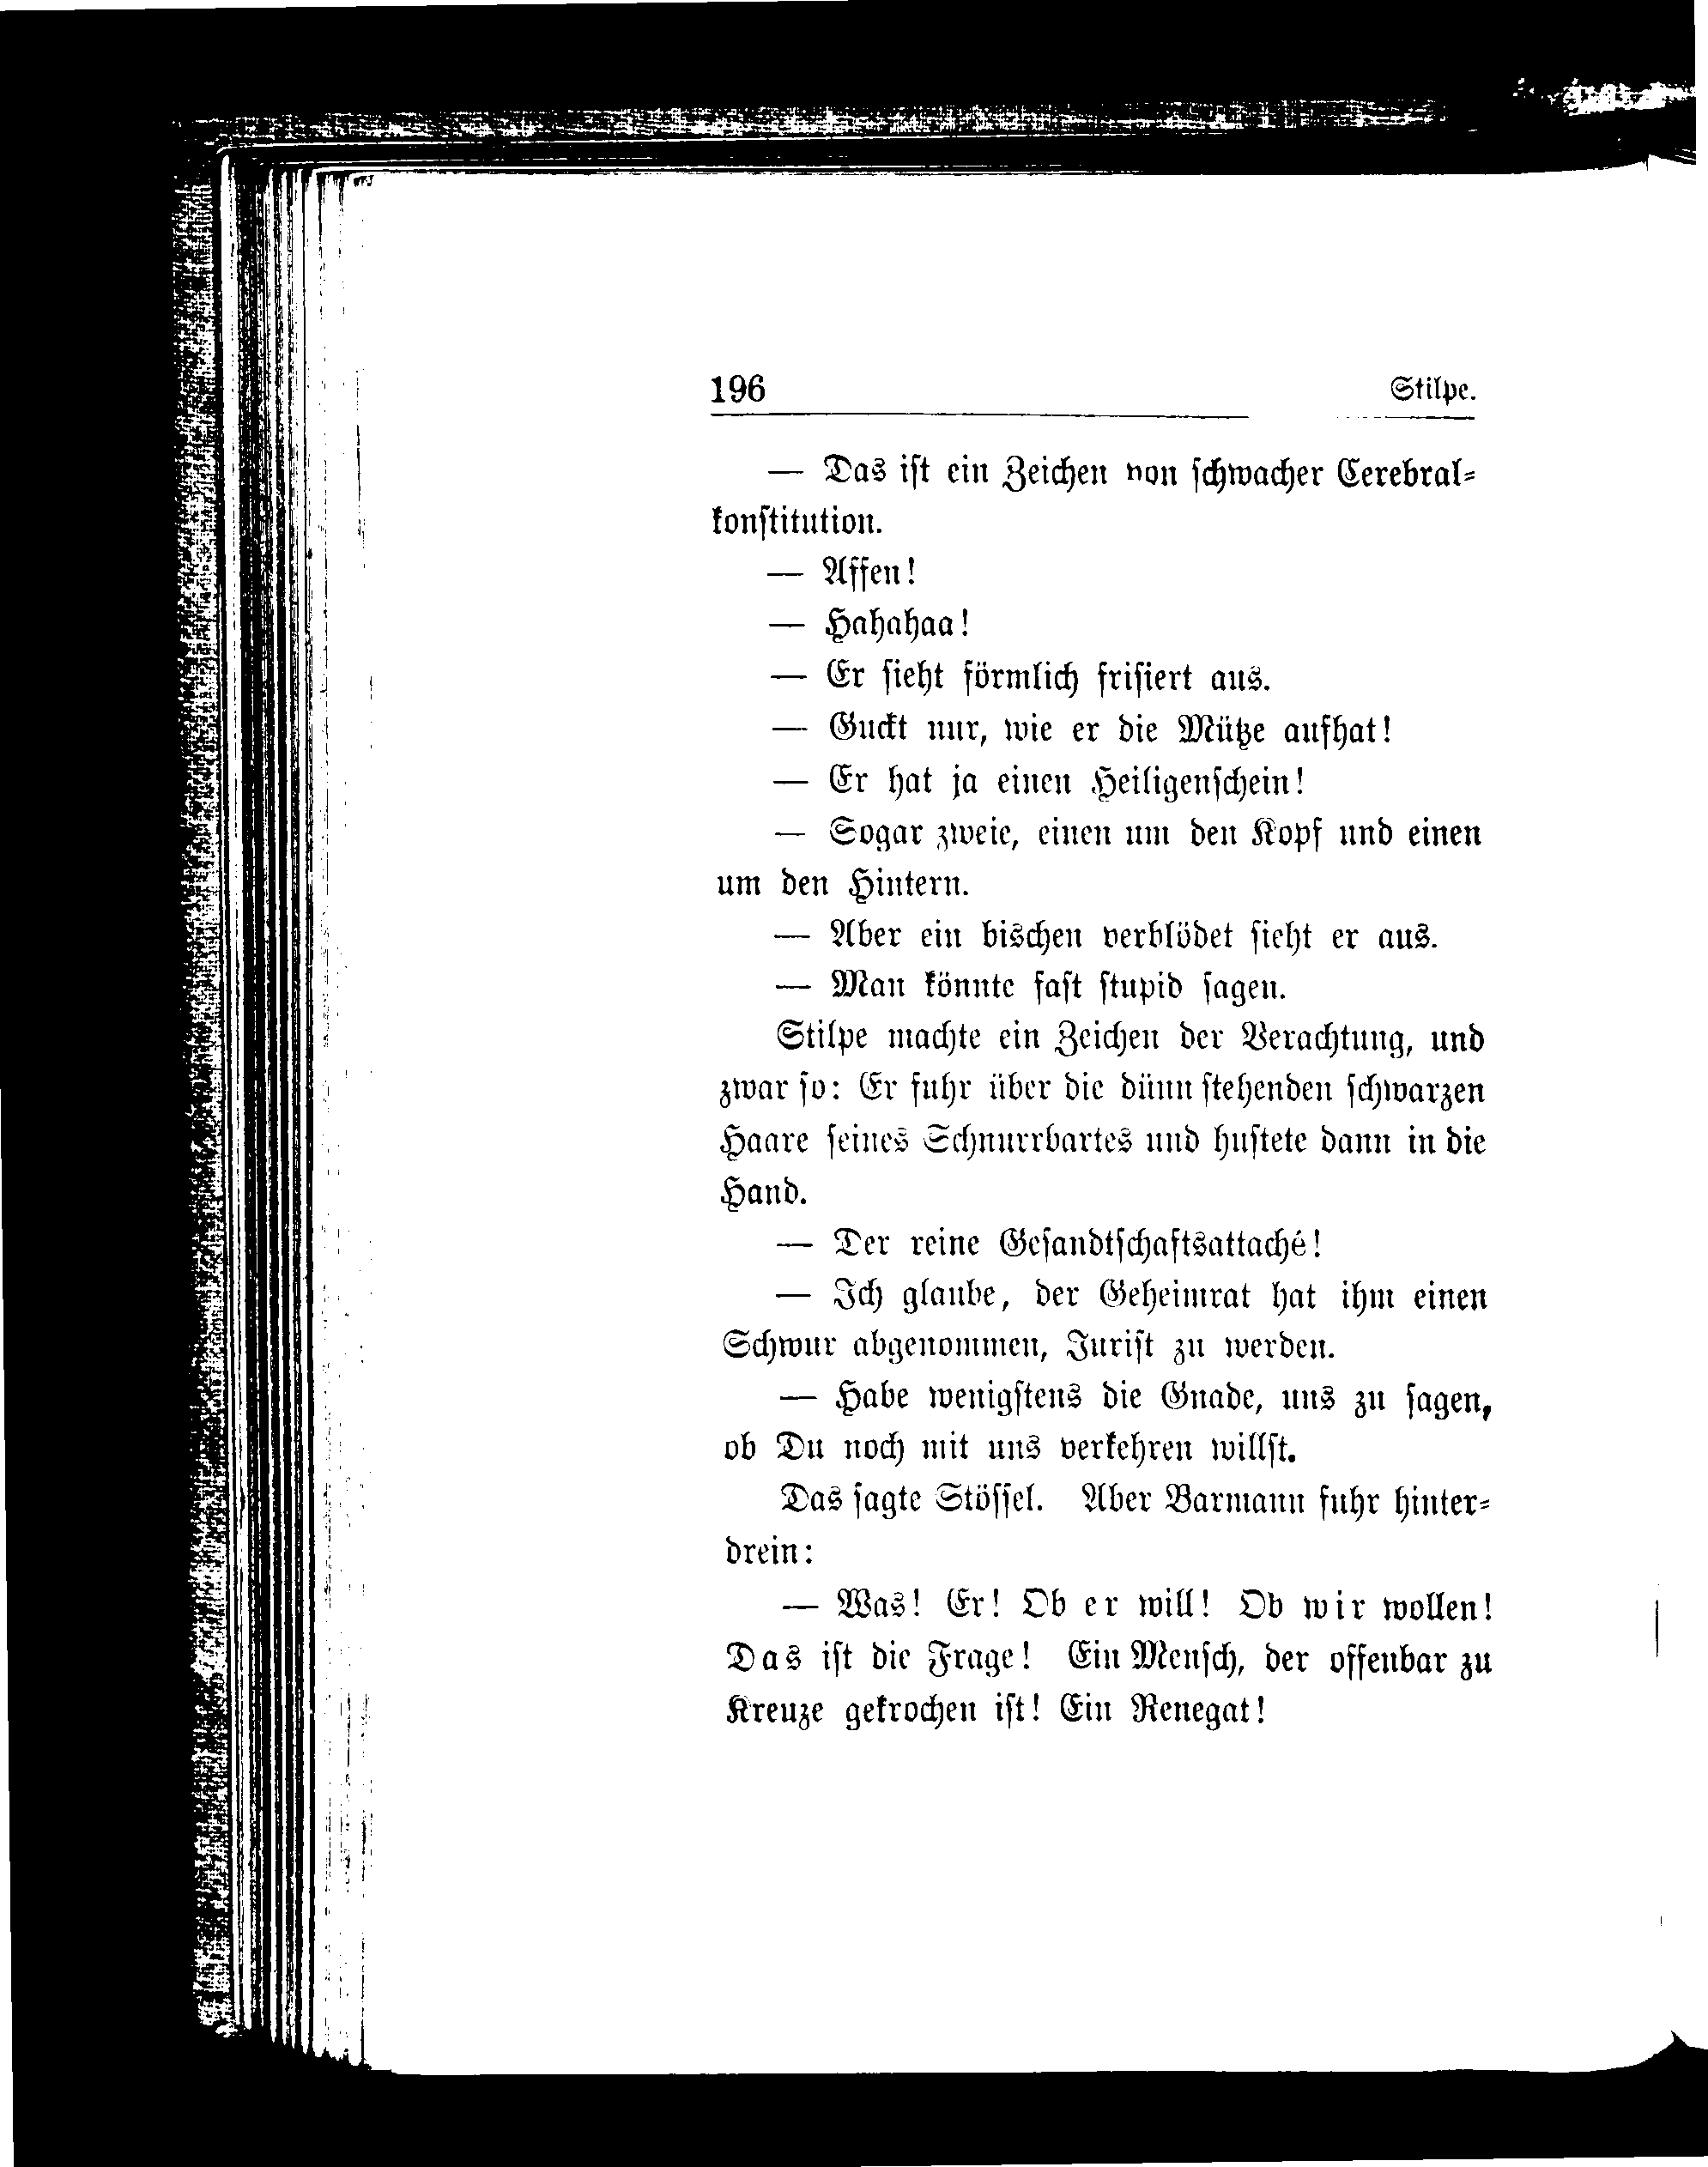 196 Stilpe.
— Das ist ein Zeichen von schwacher Cerebral-
konstitution.
— Affen!
— Hahahaa!
— Er sieht förmlich frisiert aus.
— Guckt nur, wie er die Mütze aufhat!
— Er hat ja einen Heiligenschein!
— Sogar zweie, einen um den Kopf und einen
um den Hintern.
— Aber ein bischen verblödet sieht er aus.
— Man könnte fast stupid sagen.
Stilpe machte ein Zeichen der Verachtung, und
zwar so: Er fuhr über die dünn stehenden schwarzen
Haare seines Schnurrbartes und hustete dann in die
Hand.
— Der reine Gesandtschaftsattaché!
— Ich glaube, der Geheimrat hat ihm einen
Schwur abgenommen, Jurist zu werden.
— Habe wenigstens die Gnade, uns zu sagen,
ob Du noch mit uns verkehren willst.
Das sagte Stössel. Aber Barmann fuhr hinter-
drein:
— Was! Er! Ob er will! Ob wir wollen!
Das ist die Frage! Ein Mensch, der offenbar zu
Kreuze gekrochen ist! Ein Renegat!